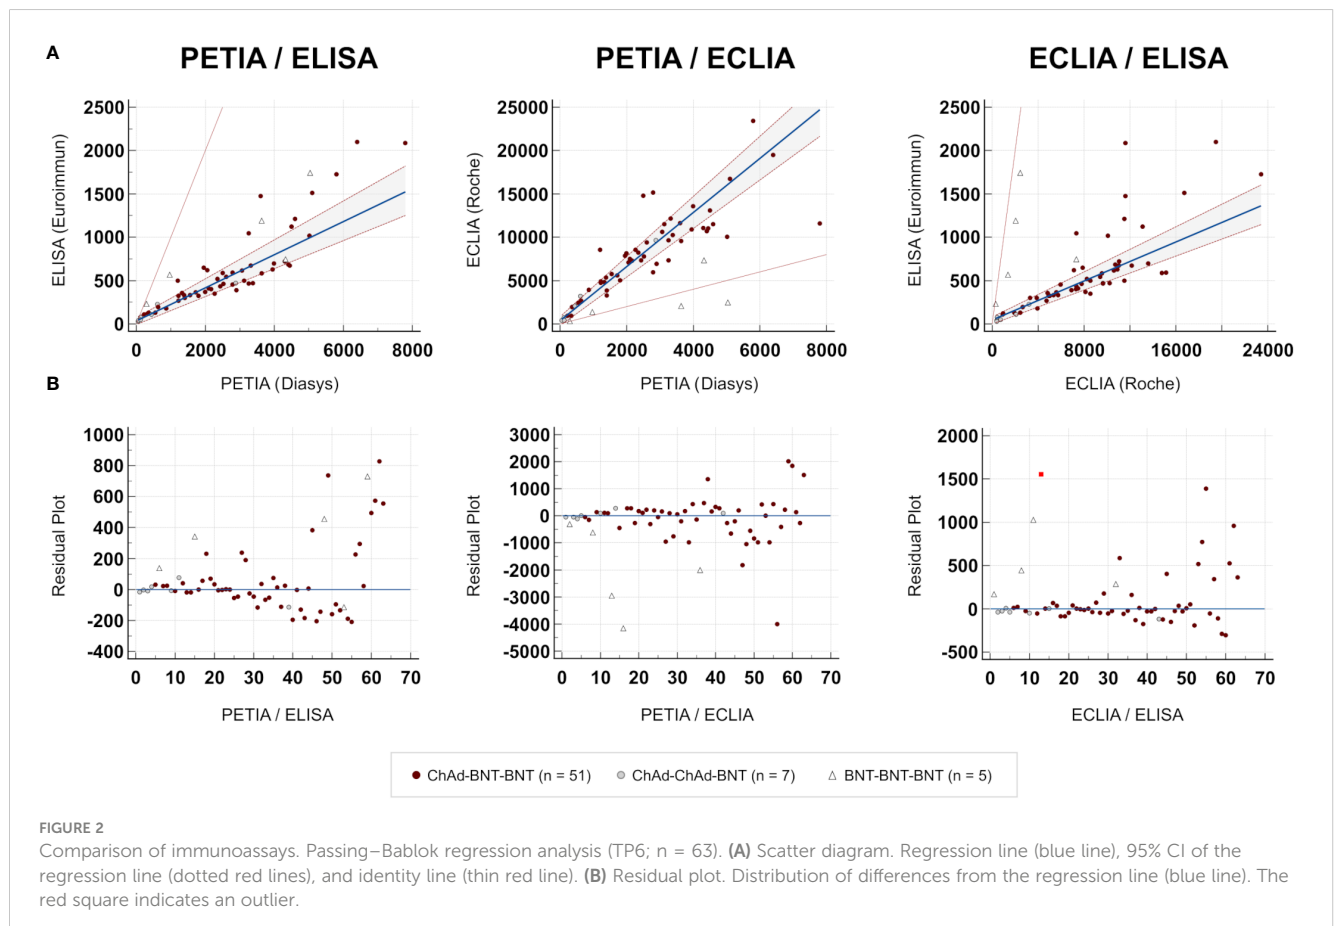 A
PETIA / ELISA
PETIA / ECLIA
ECLIA / ELISA
ELISA (Euroimmun)
2500
2000
1500
1000
500
0
0 2000 4000 6000 8000
PETIA (Diasys)
ECLIA (Roche)
25000
20000
15000
10000
5000
0
0 2000 4000 6000 8000
PETIA (Diasys)
ELISA (Euroimmun)
2500
2000
1500
1000
500
0
0 8000 16000 24000
ECLIA (Roche)
B
Residual Plot
1000
800
600
400
200
0
-200
-400
0 10 20 30 40 50 60 70
PETIA / ELISA
Residual Plot
3000
2000
1000
0
-1000
-2000
-3000
-4000
-5000
0 10 20 30 40 50 60 70
PETIA / ECLIA
Residual Plot
2000
1500
1000
500
0
-500
0 10 20 30 40 50 60 70
ECLIA / ELISA
ChAd-BNT-BNT (n = 51) ChAd-ChAd-BNT (n = 7) BNT-BNT-BNT (n = 5)
FIGURE 2
Comparison of immunoassays. Passing–Bablok regression analysis (TP6; n = 63). (A) Scatter diagram. Regression line (blue line), 95% CI of the
regression line (dotted red lines), and identity line (thin red line). (B) Residual plot. Distribution of differences from the regression line (blue line). The
red square indicates an outlier.